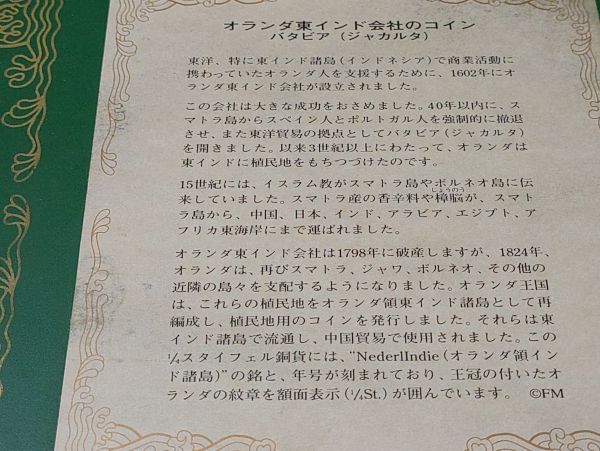 オランダ東インド会社のコイン
バタビア（ジャカルタ）
東洋、特に東インド諸島（インドネシア）で商業活動に
携わっていたオランダ人を支援するために、1602年にオ
ランダ東インド会社が設立されました。
この会社は大きな成功をおさめました。40年以内に、ス
マトラ島からスペイン人とポルトガル人を強制的に撤退
させ、また東洋貿易の拠点としてバタビア（ジャカルタ）
を開きました。以来3世紀以上にわたって、オランダは
東インドに植民地をもちつづけたのです。
15世紀には、イスラム教がスマトラ島やボルネオ島に伝
来していました。スマトラ産の香辛料や樟脳が、スマト
しょうのう
ラ島から、中国、日本、インド、アラビア、エジプト、ア
フリカ東海岸にまで運ばれました。
オランダ東インド会社は1798年に破産しますが、1824年、
オランダは、再びスマトラ、ジャワ、ボルネオ、その他の
近隣の島々を支配するようになりました。オランダ王国
は、これらの植民地をオランダ領東インド諸島として再
編成し、植民地用のコインを発行しました。それらは東
インド諸島で流通し、中国貿易で使用されました。この
¼スタイフェル銅貨には、“NederlIndie（オランダ領イン
ド諸島）”の銘と、年号が刻まれており、王冠の付いたオ
ランダの紋章を額面表示（¼St.）が囲んでいます。 ©FM